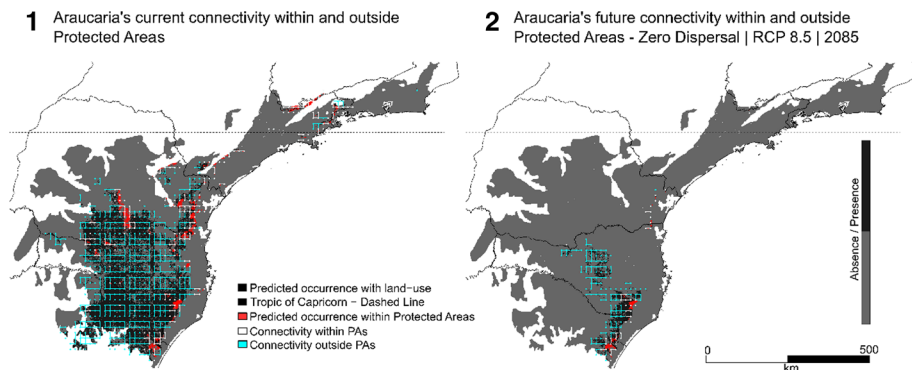 1 Araucaria's current connectivity within and outside
Protected Areas
2 Araucaria's future connectivity within and outside
Protected Areas - Zero Dispersal | RCP 8.5 | 2085
Absence / Presence
Predicted occurrence with land-use
Tropic of Capricorn - Dashed Line
Predicted occurrence within Protected Areas
Connectivity within PAs
Connectivity outside PAs
0 500
km